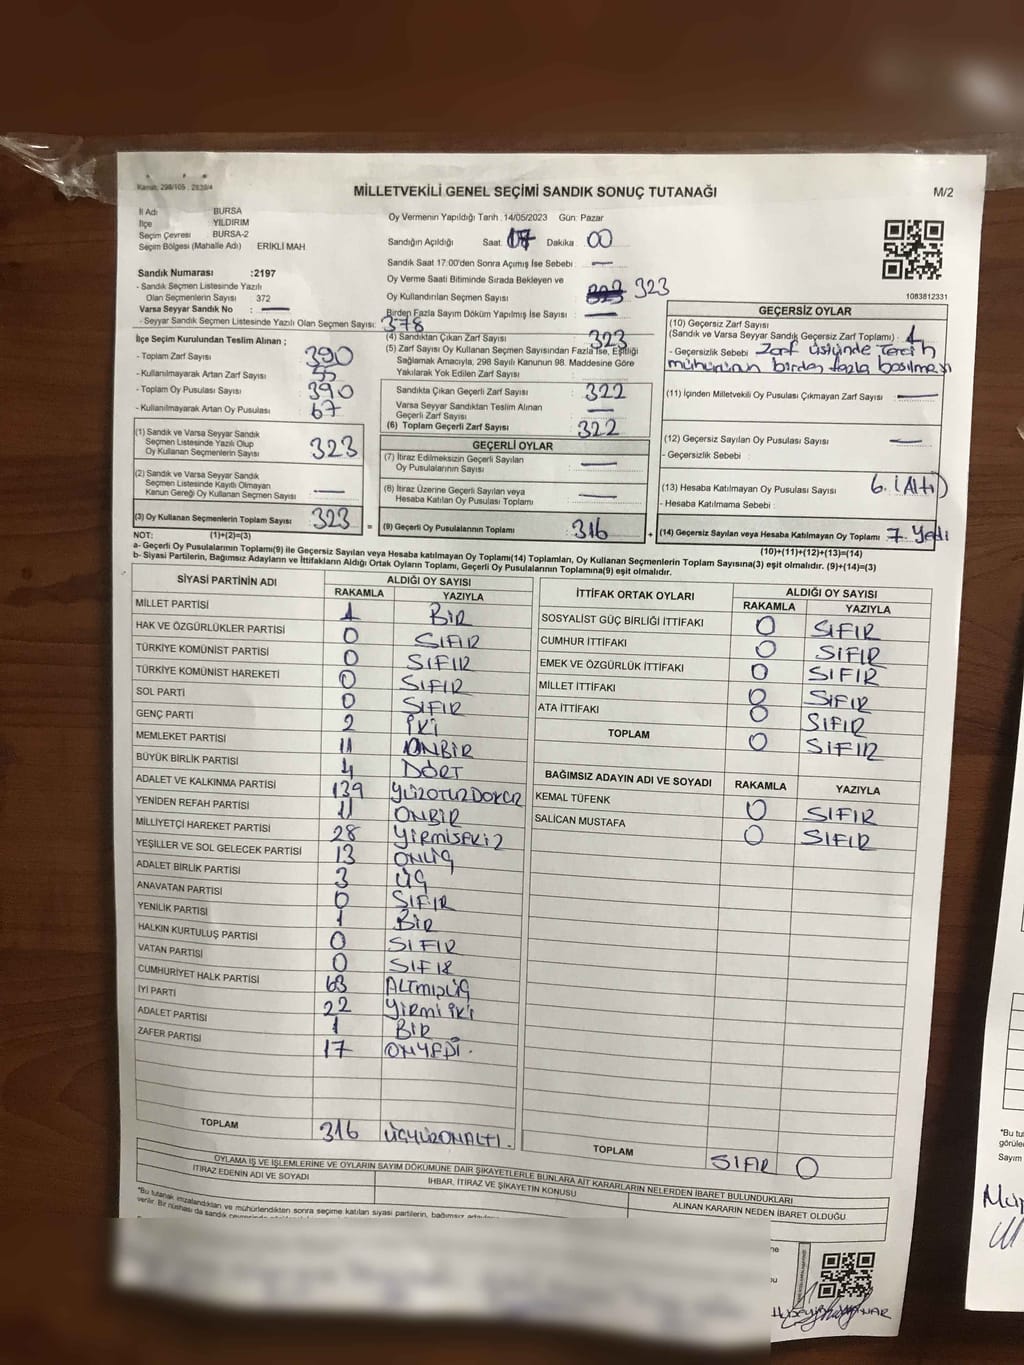 Kanun: 298/105 : 2839/4
MİLLETVEKİLİ GENEL SEÇİMİ SANDIK SONUÇ TUTANAĞI
M/2
İl Adı BURSA
İlçe YILDIRIM
Seçim Çevresi BURSA-2
Seçim Bölgesi (Mahalle Adı) ERİKLİ MAH
Oy Vermenin Yapıldığı Tarih : 14/05/2023 Gün: Pazar
Sandığın Açıldığı Saat: 17 Dakika: 00
Sandık Saat 17:00'den Sonra Açılmış İse Sebebi : —
Oy Verme Saati Bitiminde Sırada Bekleyen ve
Oy Kullandırılan Seçmen Sayısı 323
Birden Fazla Sayım Döküm Yapılmış İse Sayısı : —
1083812331
Sandık Numarası :2197
- Sandık Seçmen Listesinde Yazılı
Olan Seçmenlerin Sayısı : 372
Varsa Seyyar Sandık No : —
- Seyyar Sandık Seçmen Listesinde Yazılı Olan Seçmen Sayısı: 378
İlçe Seçim Kurulundan Teslim Alınan ;
- Toplam Zarf Sayısı : 390
- Kullanılmayarak Artan Zarf Sayısı :
- Toplam Oy Pusulası Sayısı : 390
- Kullanılmayarak Artan Oy Pusulası : 67
(1) Sandık ve Varsa Seyyar Sandık
Seçmen Listesinde Yazılı Olup
Oy Kullanan Seçmenlerin Sayısı : 323
(2) Sandık ve Varsa Seyyar Sandık
Seçmen Listesinde Kayıtlı Olmayan
Kanun Gereği Oy Kullanan Seçmen Sayısı : —
(3) Oy Kullanan Seçmenlerin Toplam Sayısı : 323
(4) Sandıktan Çıkan Zarf Sayısı : 323
(5) Zarf Sayısı Oy Kullanan Seçmen Sayısından Fazla İse, Eşitliği
Sağlamak Amacıyla, 298 Sayılı Kanunun 98. Maddesine Göre
Yakılarak Yok Edilen Zarf Sayısı :
Sandıkta Çıkan Geçerli Zarf Sayısı : 322
Varsa Seyyar Sandıktan Teslim Alınan
Geçerli Zarf Sayısı : —
(6) Toplam Geçerli Zarf Sayısı : 322
GEÇERLİ OYLAR
(7) İtiraz Edilmeksizin Geçerli Sayılan
Oy Pusulalarının Sayısı : —
(8) İtiraz Üzerine Geçerli Sayılan veya
Hesaba Katılan Oy Pusulası Toplamı : —
= (9) Geçerli Oy Pusulalarının Toplamı : 316
GEÇERSİZ OYLAR
(10) Geçersiz Zarf Sayısı
(Sandık ve Varsa Seyyar Sandık Geçersiz Zarf Toplamı) : 1
- Geçersizlik Sebebi : Zarf üstünde Tercih
mühürünün birden fazla basılmayı
(11) İçinden Milletvekili Oy Pusulası Çıkmayan Zarf Sayısı : —
(12) Geçersiz Sayılan Oy Pusulası Sayısı : —
- Geçersizlik Sebebi :
(13) Hesaba Katılmayan Oy Pusulası Sayısı : 6. (Altı)
- Hesaba Katılmama Sebebi :
+ (14) Geçersiz Sayılan veya Hesaba Katılmayan Oy Toplamı : 7. Yedi
NOT: (1)+(2)=(3)
(10)+(11)+(12)+(13)=(14)
a- Geçerli Oy Pusulalarının Toplamı(9) ile Geçersiz Sayılan veya Hesaba katılmayan Oy Toplamı(14) Toplamları, Oy Kullanan Seçmenlerin Toplam Sayısına(3) eşit olmalıdır. (9)+(14)=(3)
b- Siyasi Partilerin, Bağımsız Adayların ve İttifakların Aldığı Ortak Oyların Toplamı, Geçerli Oy Pusulalarının Toplamına(9) eşit olmalıdır.
SİYASİ PARTİNİN ADI ALDIĞI OY SAYISI
RAKAMLA YAZIYLA
MİLLET PARTİSİ 1 BİR
HAK VE ÖZGÜRLÜKLER PARTİSİ 0 SIFIR
TÜRKİYE KOMÜNİST PARTİSİ 0 SIFIR
TÜRKİYE KOMÜNİST HAREKETİ 0 SIFIR
SOL PARTİ 0 SIFIR
GENÇ PARTİ 2 İKİ
MEMLEKET PARTİSİ 11 ONBİR
BÜYÜK BİRLİK PARTİSİ 4 DÖRT
ADALET VE KALKINMA PARTİSİ 139 YÜZOTUZDOKUZ
YENİDEN REFAH PARTİSİ 11 ONBİR
MİLLİYETÇİ HAREKET PARTİSİ 28 YİRMİSEKİZ
YEŞİLLER VE SOL GELECEK PARTİSİ 13 ONÜÇ
ADALET BİRLİK PARTİSİ 3 ÜÇ
ANAVATAN PARTİSİ 0 SIFIR
YENİLİK PARTİSİ 1 BİR
HALKIN KURTULUŞ PARTİSİ 0 SIFIR
VATAN PARTİSİ 0 SIFIR
CUMHURİYET HALK PARTİSİ 63 ALTMIŞÜÇ
İYİ PARTİ 22 YİRMİ İKİ
ADALET PARTİSİ 1 BİR
ZAFER PARTİSİ 17 ONYEDİ.
TOPLAM 316 ÜÇYÜZONALTI.
İTTİFAK ORTAK OYLARI ALDIĞI OY SAYISI
RAKAMLA YAZIYLA
SOSYALİST GÜÇ BİRLİĞİ İTTİFAKI 0 SIFIR
CUMHUR İTTİFAKI 0 SIFIR
EMEK VE ÖZGÜRLÜK İTTİFAKI 0 SIFIR
MİLLET İTTİFAKI 0 SIFIR
ATA İTTİFAKI 0 SIFIR
TOPLAM 0 SIFIR
BAĞIMSIZ ADAYIN ADI VE SOYADI RAKAMLA YAZIYLA
KEMAL TÜFENK 0 SIFIR
SALİCAN MUSTAFA 0 SIFIR
TOPLAM SIFIR 0
OYLAMA İŞ VE İŞLEMLERİNE VE OYLARIN SAYIM DÖKÜMÜNE DAİR ŞİKAYETLERLE BUNLARA AİT KARARLARIN NELERDEN İBARET BULUNDUKLARI
İTİRAZ EDENİN ADI VE SOYADI İHBAR, İTİRAZ VE ŞİKAYETİN KONUSU ALINAN KARARIN NEDEN İBARET OLDUĞU
"Bu tutanak imzalandıktan ve mühürlendikten sonra seçime katılan siyasi partilerin, bağımsız
verilir. Bir nüshası da sandık
"Bu tut
görüle
Sayım